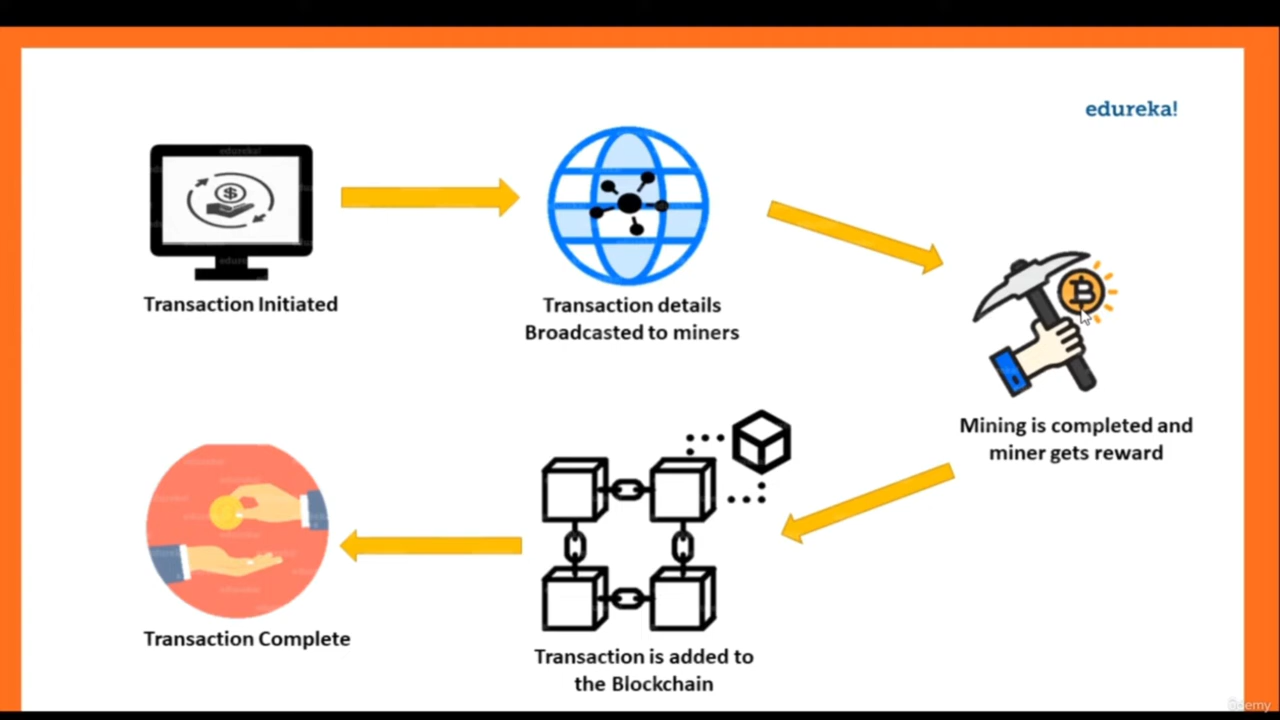 edureka!
Transaction Initiated
Transaction details
Broadcasted to miners
Mining is completed and
miner gets reward
Transaction is added to
the Blockchain
Transaction Complete